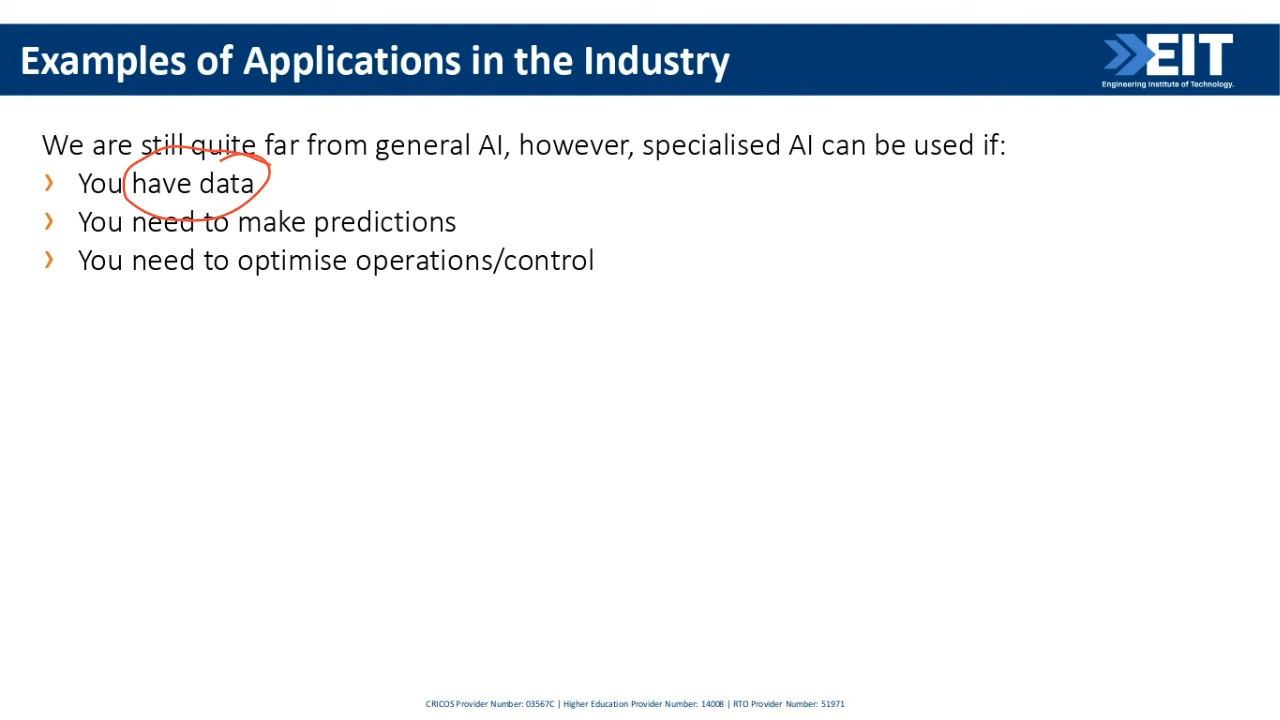 Examples of Applications in the Industry
EIT
Engineering Institute of Technology.
We are still quite far from general AI, however, specialised AI can be used if:
› You have data
› You need to make predictions
› You need to optimise operations/control
CRICOS Provider Number: 03567C | Higher Education Provider Number: 14008 | RTO Provider Number: 51971